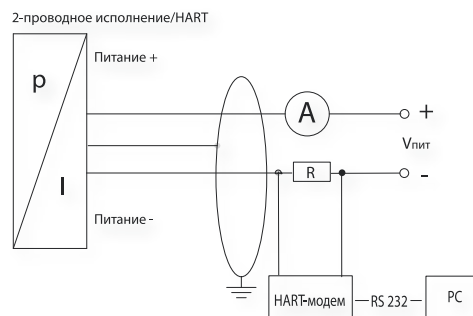 2-проводное исполнение/HART
Питание +
p
A
+
Vпит
R
-
I
Питание -
HART-модем
RS 232
PC